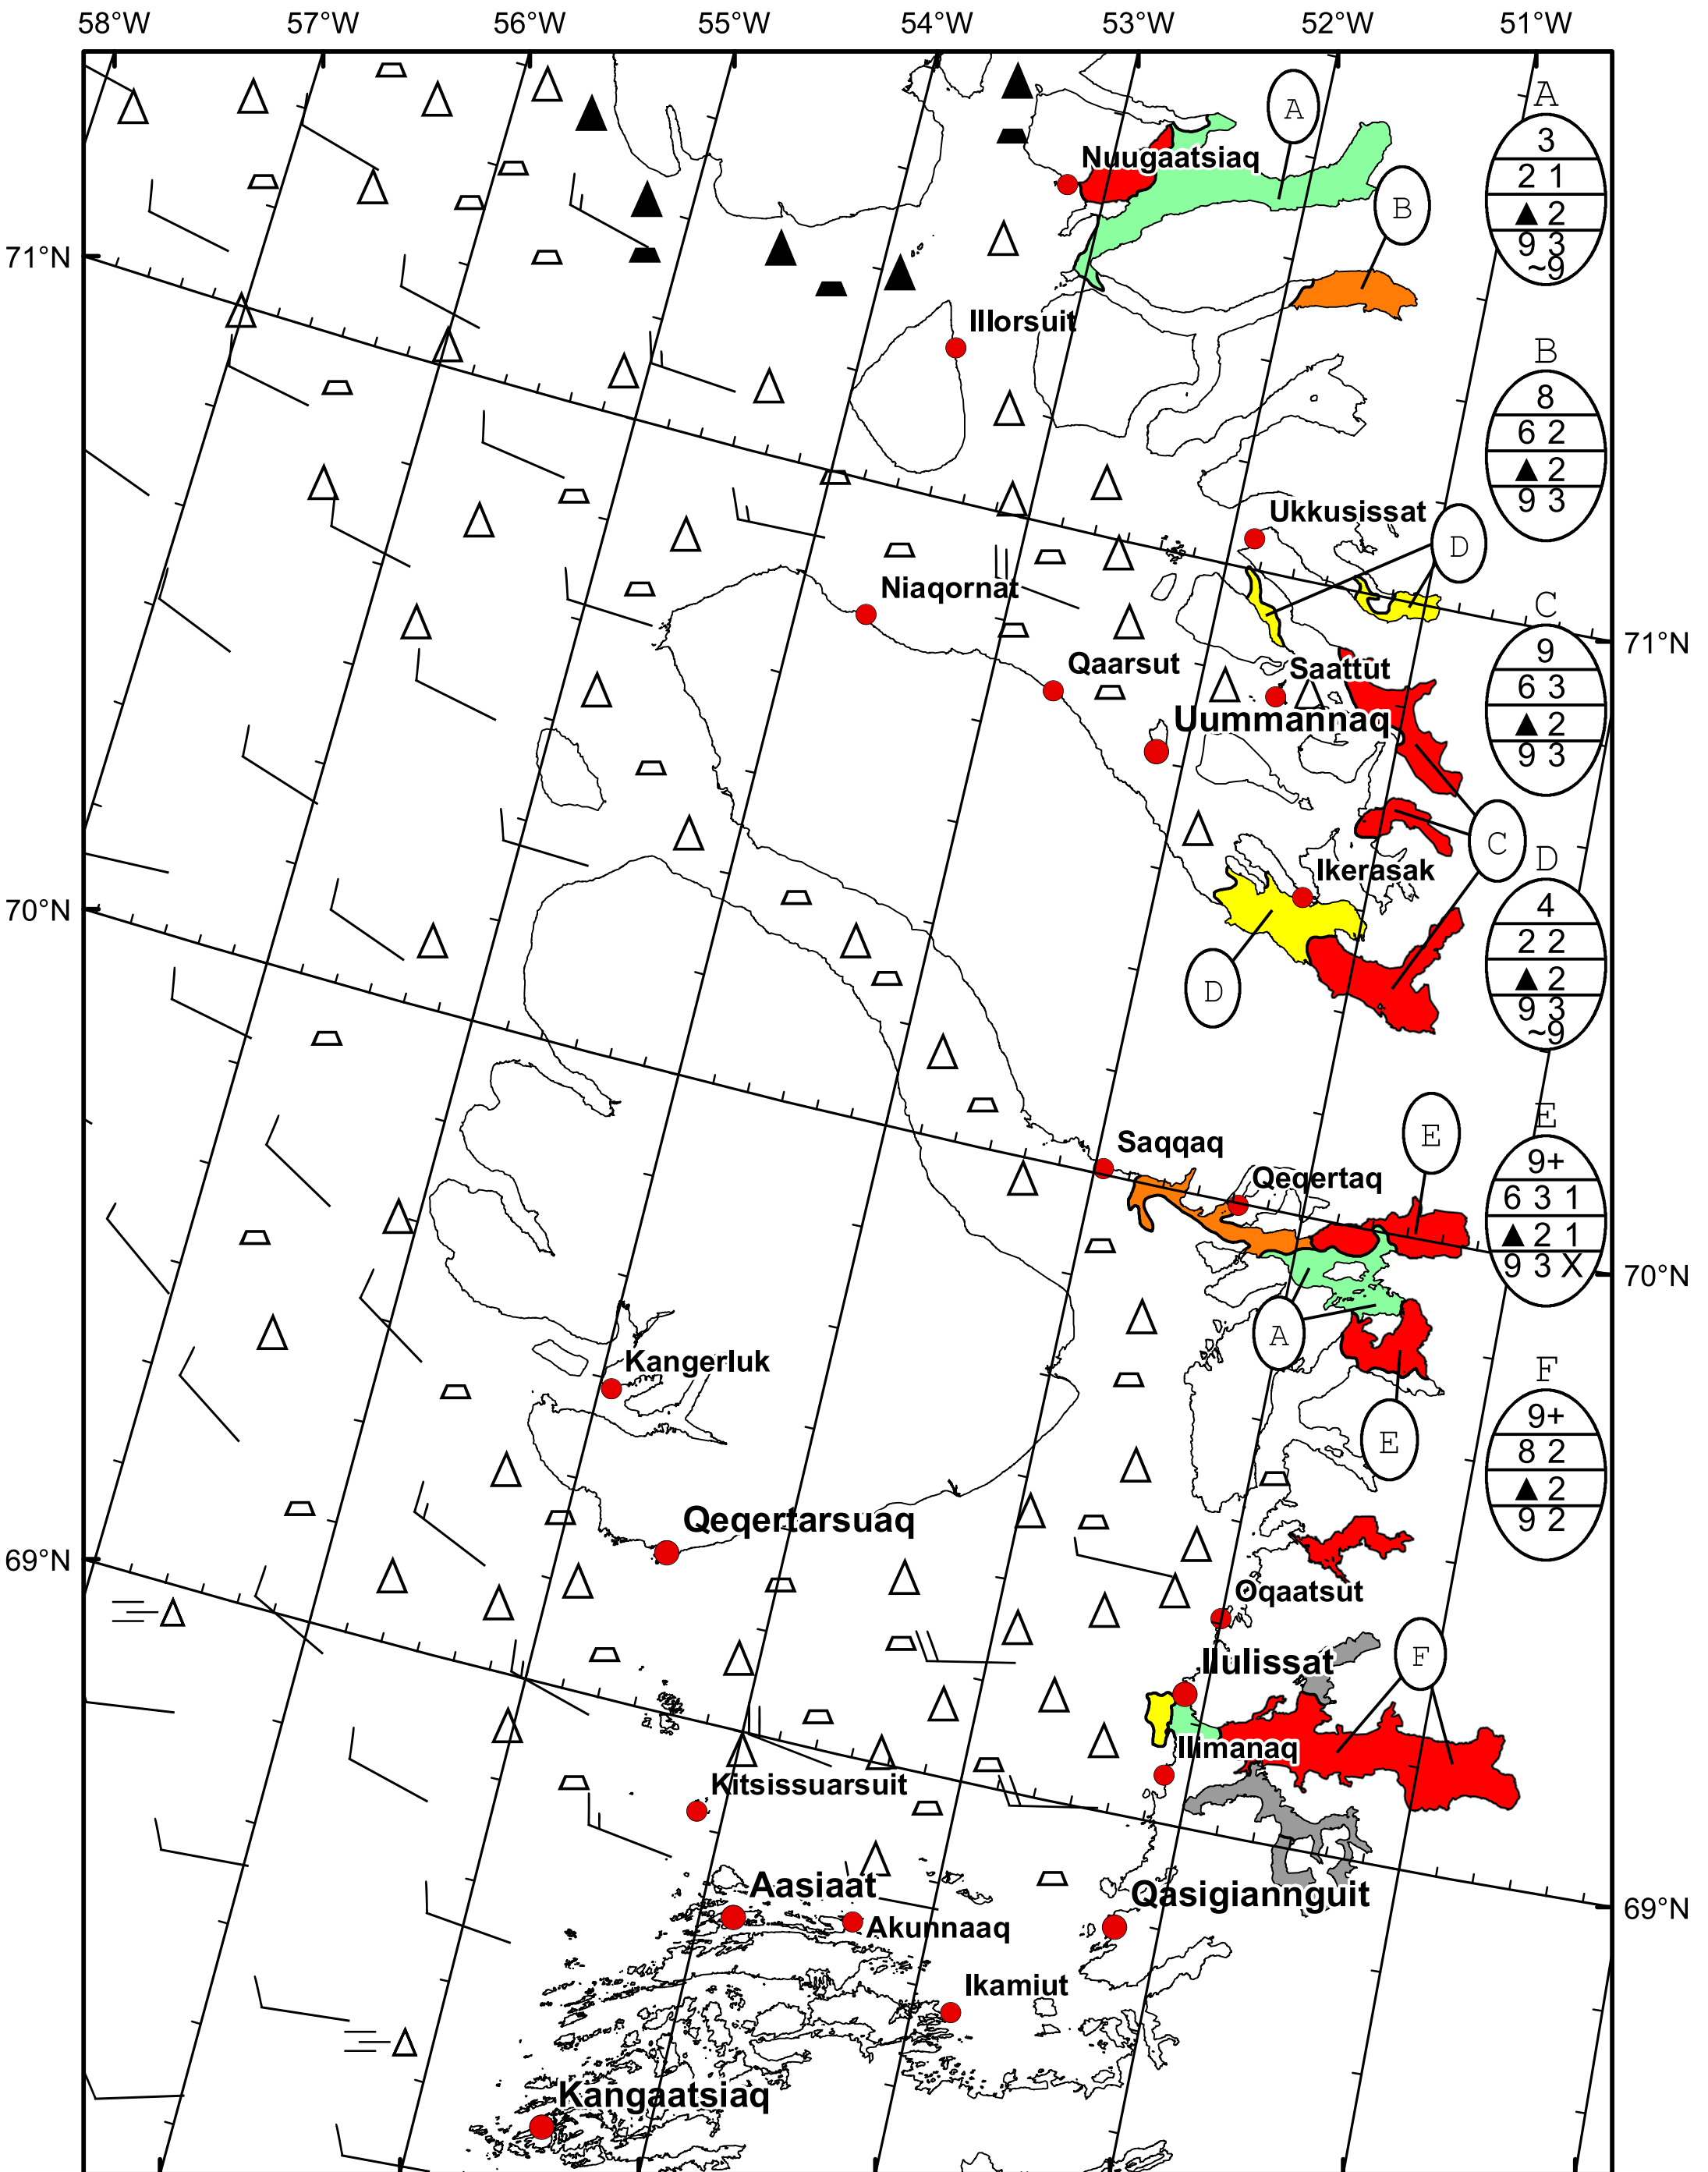 58°W 57°W 56°W 55°W 54°W 53°W 52°W 51°W
A
3
2 1
▲ 2
9 3
~9
A
Nuugaatsiaq
B
71°N
Illorsuit
B
8
6 2
▲ 2
9 3
Ukkusissat
D
Niaqornat
C
9
6 3
▲ 2
9 3
71°N
Qaarsut
Saattut
Uummannaq
C
D
4
2 2
▲ 2
9 3
~9
Ikerasak
70°N
D
E
E
9+
6 3 1
▲ 2 1
9 3 X
Saqqaq
Qeqertaq
70°N
A
Kangerluk
F
9+
8 2
▲ 2
9 2
E
Qeqertarsuaq
69°N
Oqaatsut
F
Ilulissat
Ilimanaq
Kitsissuarsuit
Aasiaat
Qasigiannguit
69°N
Akunnaaq
Ikamiut
Kangaatsiaq